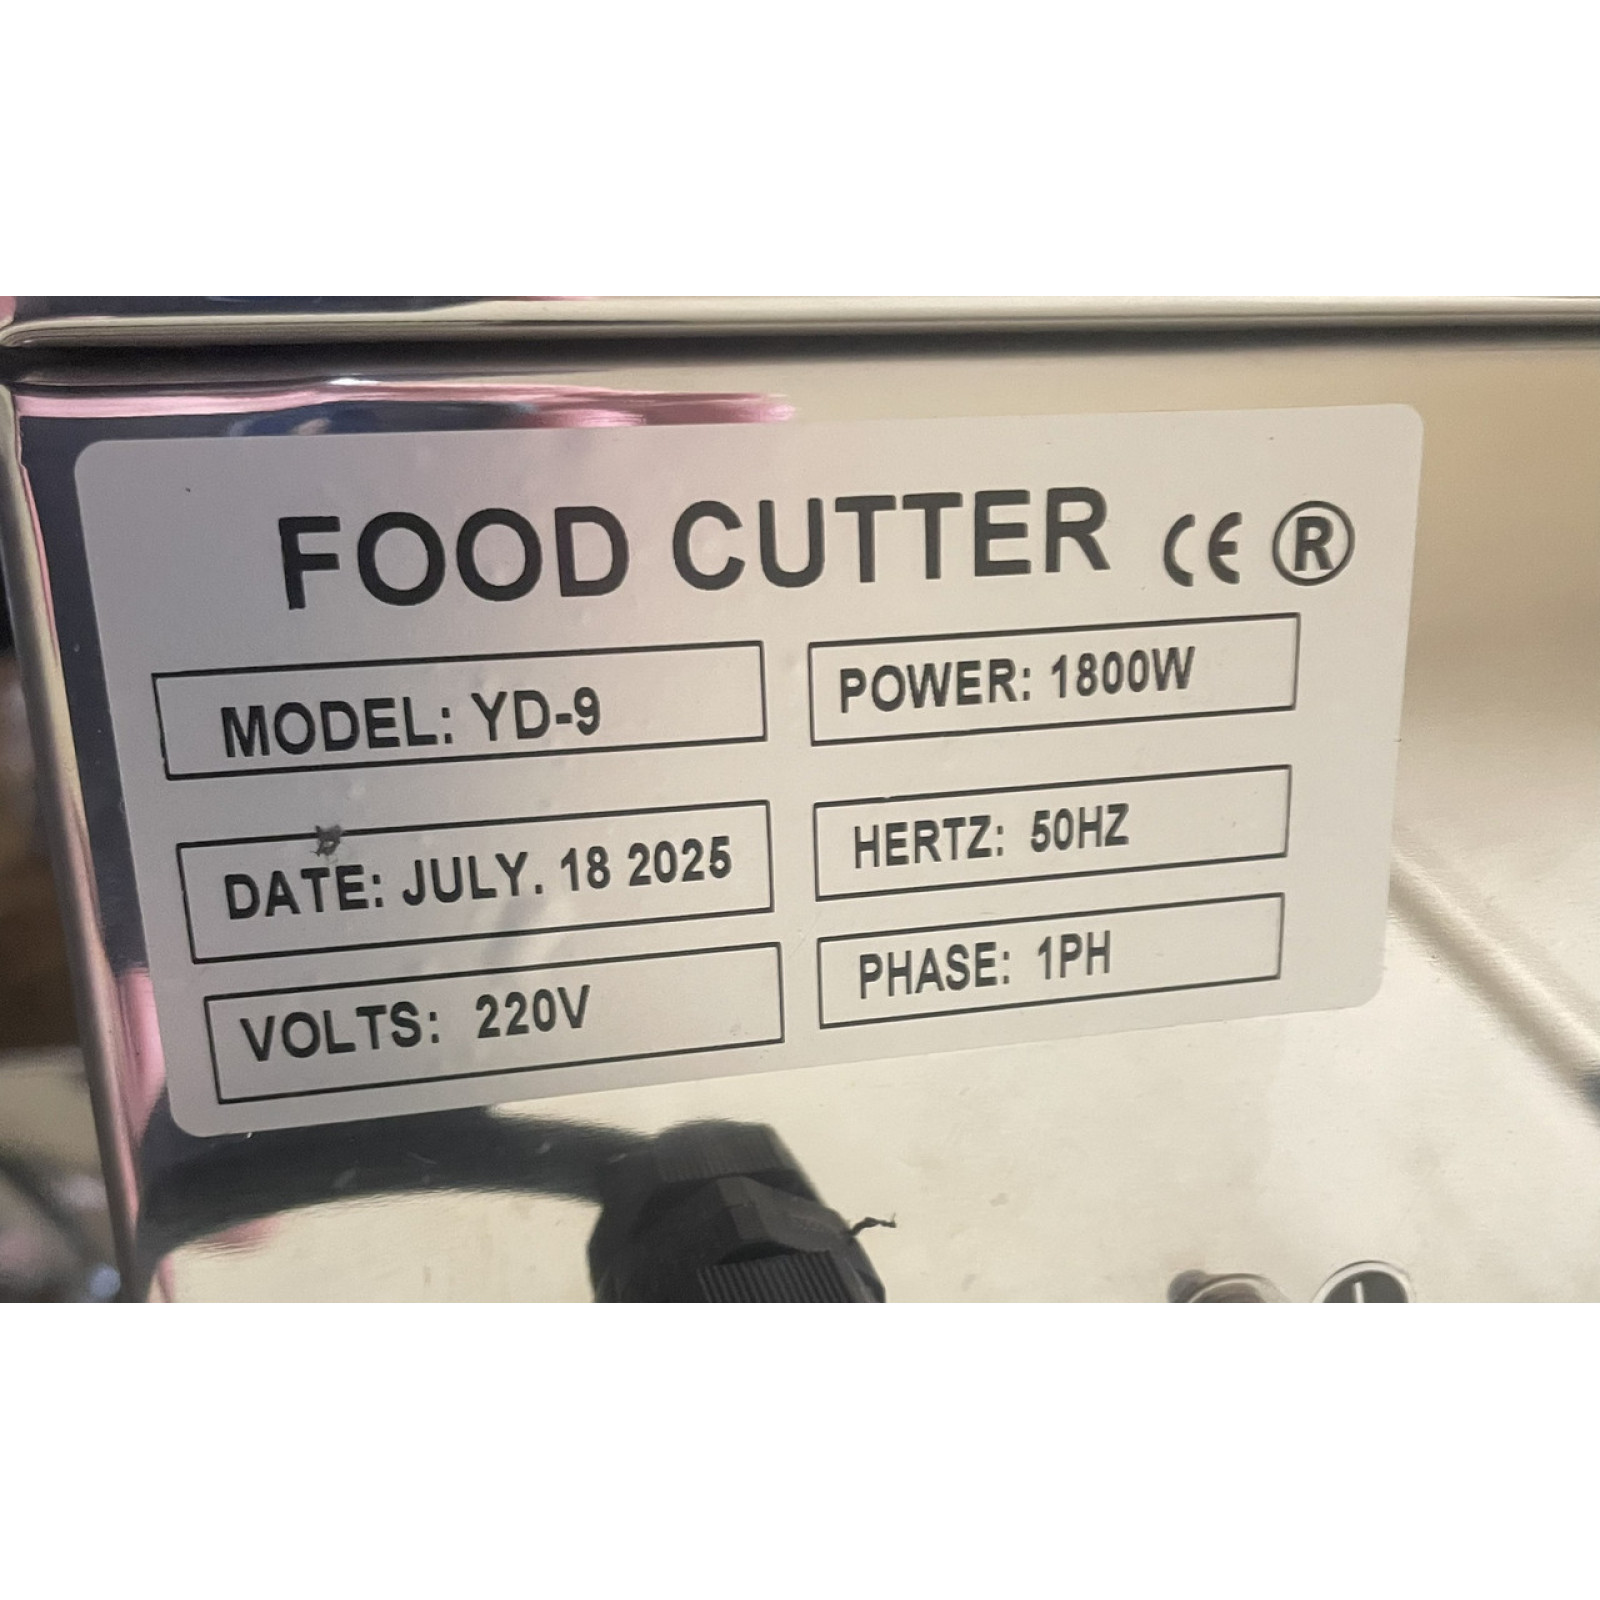 FOOD CUTTER CE ®
MODEL: YD-9
POWER: 1800W
DATE: JULY. 18 2025
HERTZ: 50HZ
VOLTS: 220V
PHASE: 1PH